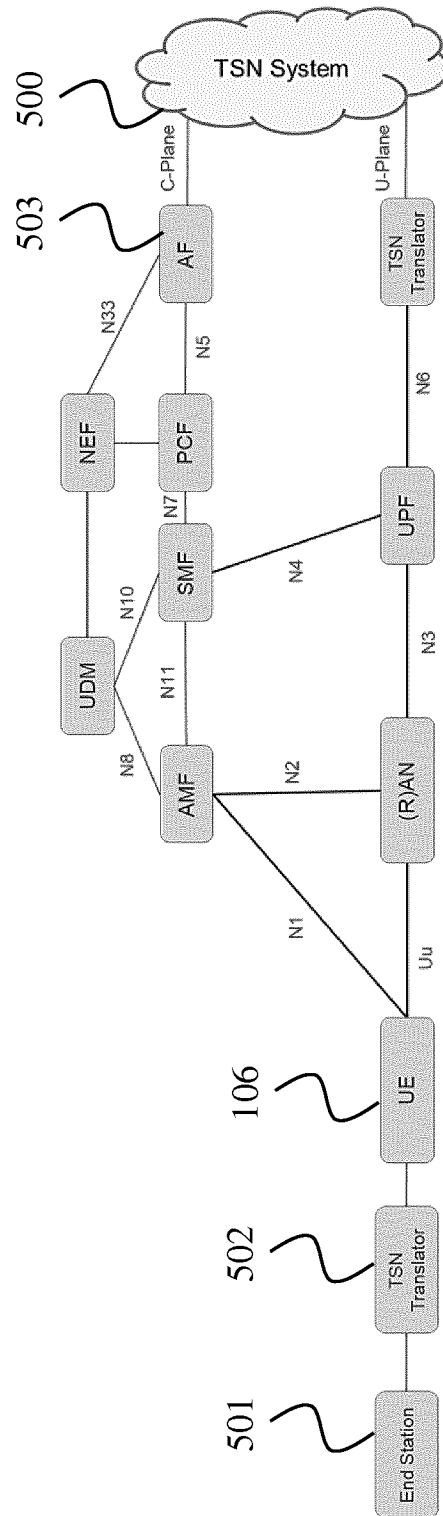 500
503
TSN System
C-Plane
U-Plane
AF
N33
N5
NEF
PCF
N7
UDM
N10
SMF
N8
N11
AMF
N4
TSN
Translator
N6
UPF
N3
N2
(R)AN
N1
Uu
106
UE
502
TSN
Translator
501
End Station